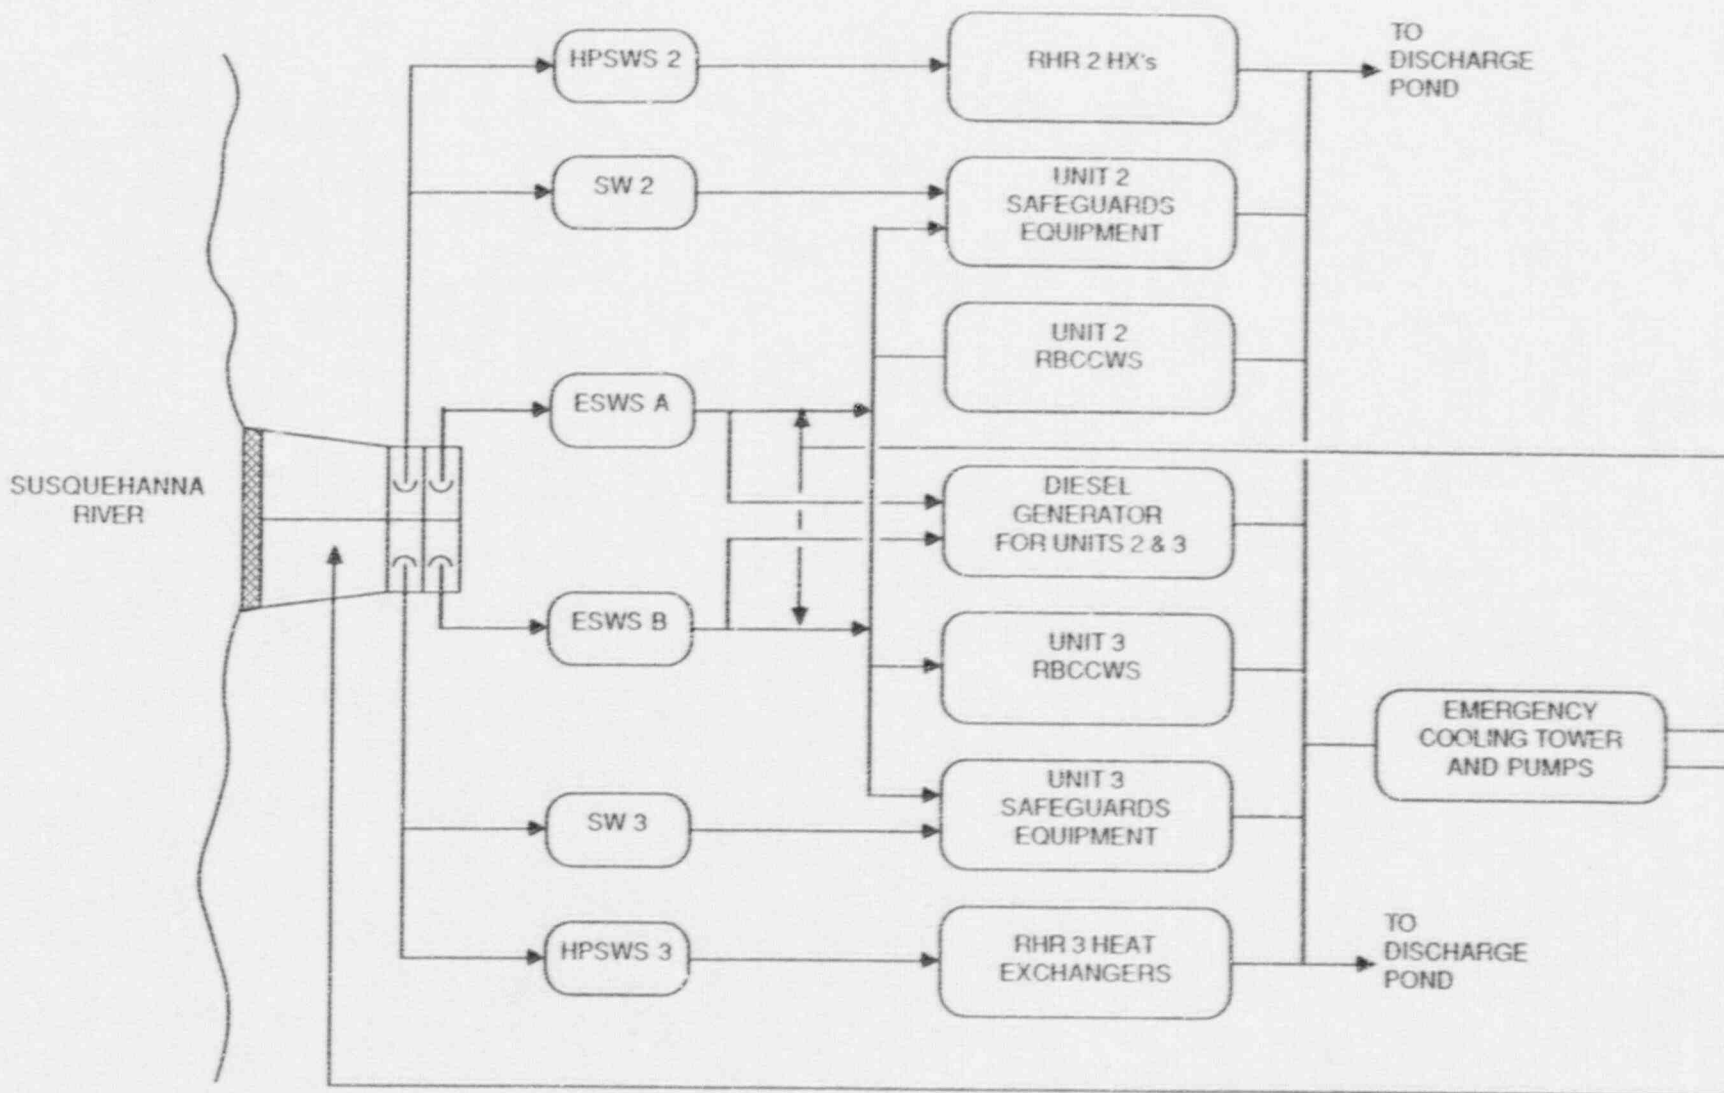 HPSWS 2
RHR 2 HX's
TO
DISCHARGE
POND
SW 2
UNIT 2
SAFEGUARDS
EQUIPMENT
UNIT 2
RBCCWS
ESWS A
SUSQUEHANNA
RIVER
DIESEL
GENERATOR
FOR UNITS 2 & 3
ESWS B
UNIT 3
RBCCWS
EMERGENCY
COOLING TOWER
AND PUMPS
SW 3
UNIT 3
SAFEGUARDS
EQUIPMENT
HPSWS 3
RHR 3 HEAT
EXCHANGERS
TO
DISCHARGE
POND